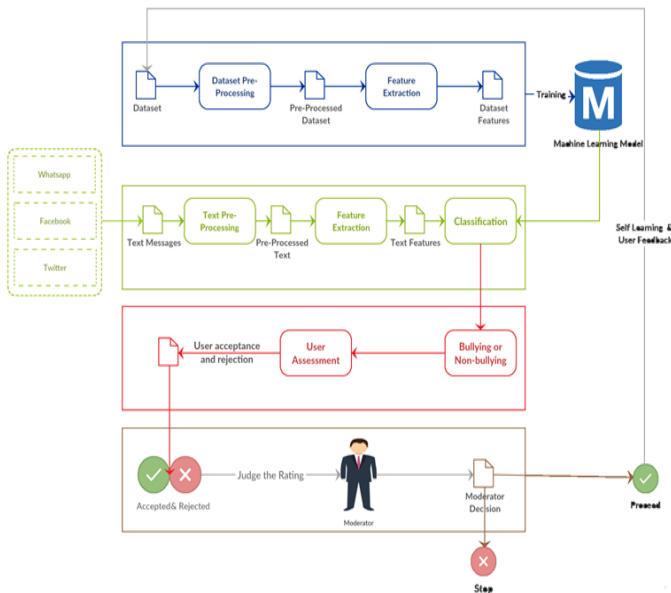 Dataset Pre-
Processing
Feature
Extraction
Dataset
Pre-Processed
Dataset
Dataset
Features
Training
M
Machine Learning Model
Whatsapp
Facebook
Twitter
Text Pre-
Processing
Feature
Extraction
Classification
Text Messages
Pre-Processed
Text
Text Features
Self Learning &
User Feedback
User acceptance
and rejection
User
Assessment
Bullying or
Non-bullying
Judge the Rating
Accepted& Rejected
Moderator
Moderator
Decision
Proceed
Stop